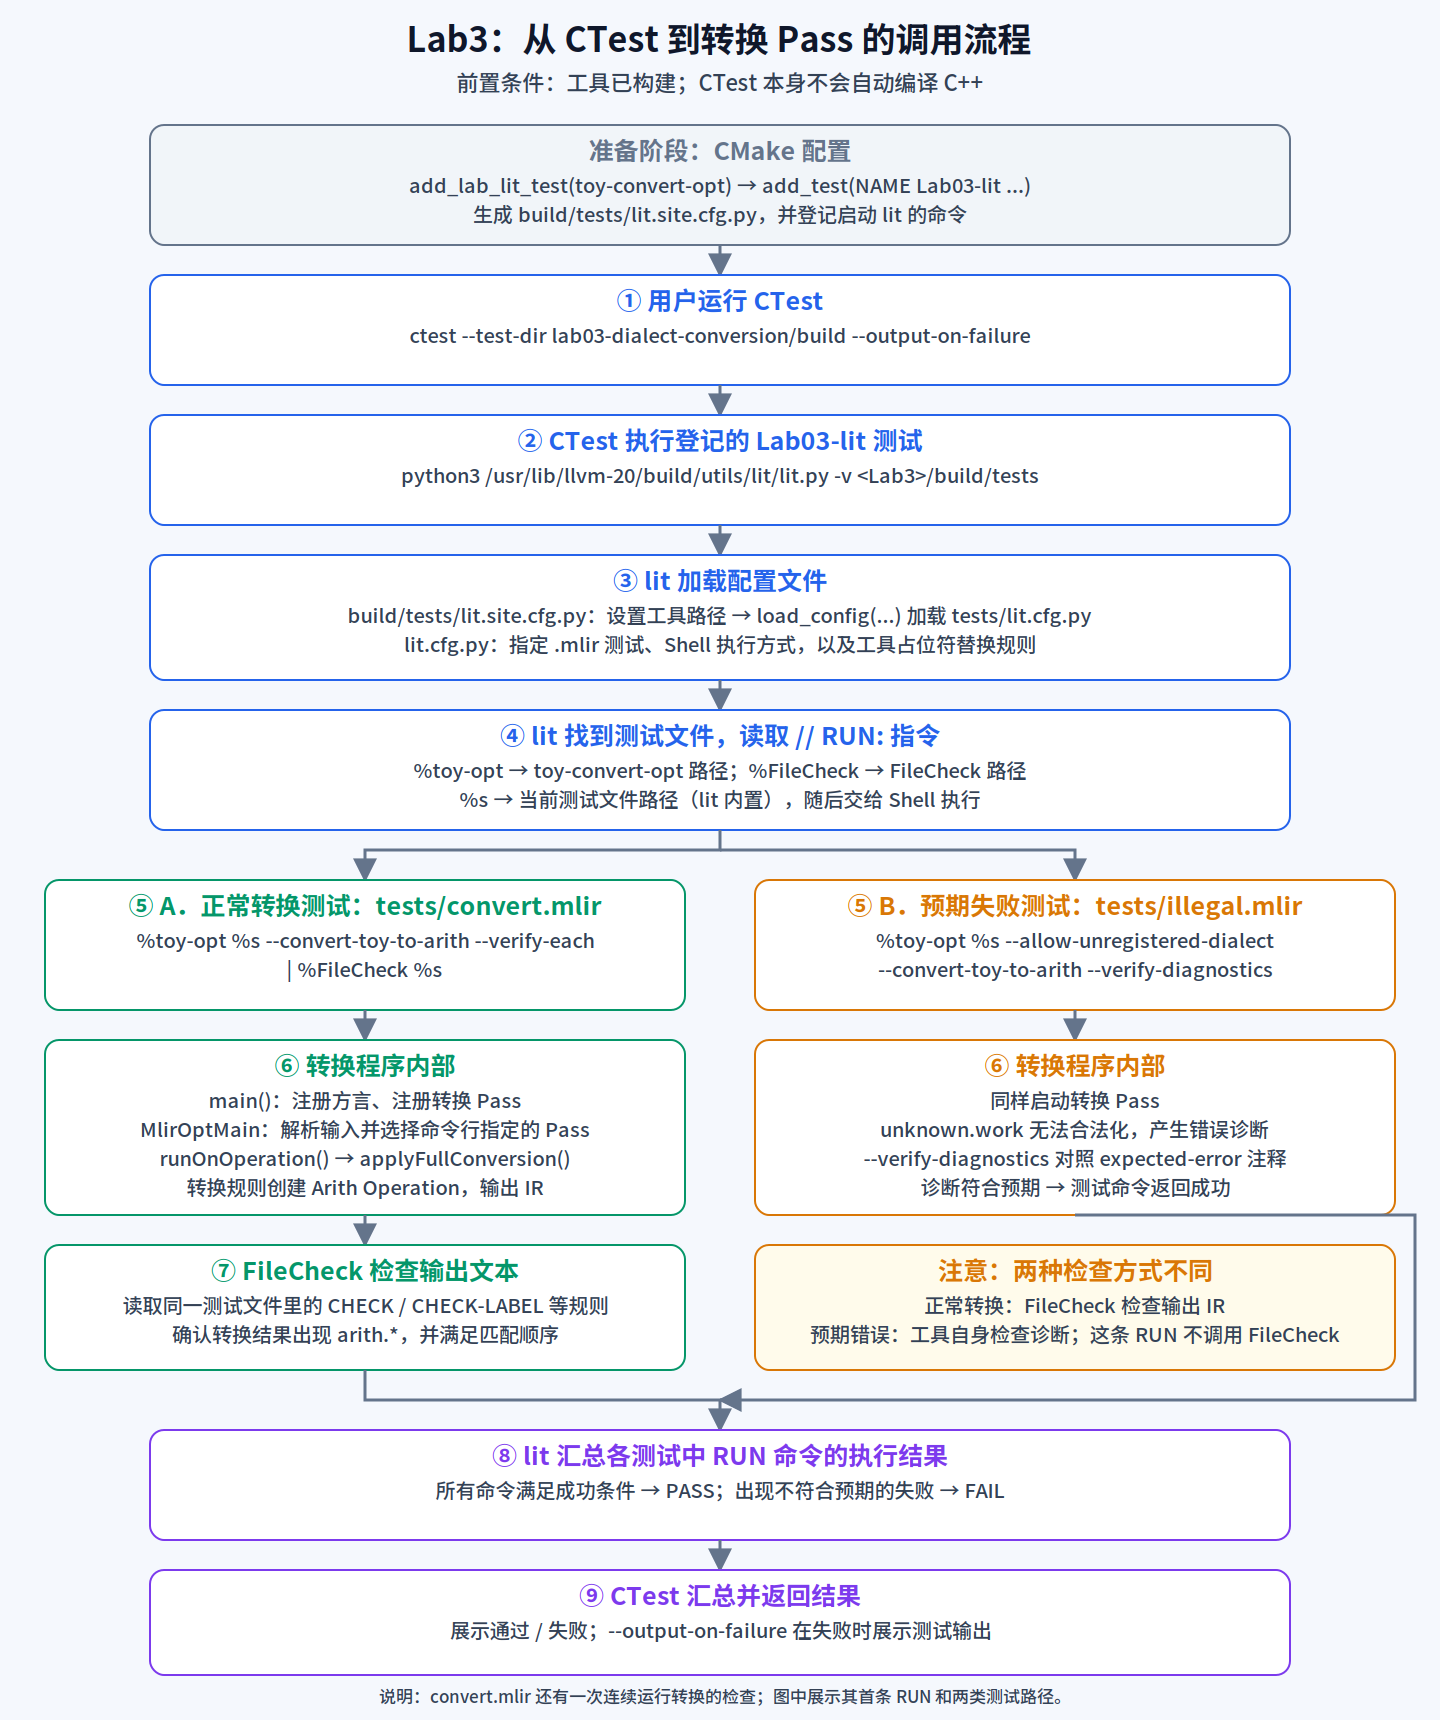 Lab3：从 CTest 到转换 Pass 的调用流程
前置条件：工具已构建；CTest 本身不会自动编译 C++
准备阶段：CMake 配置
add_lab_lit_test(toy-convert-opt) → add_test(NAME Lab03-lit ...)
生成 build/tests/lit.site.cfg.py，并登记启动 lit 的命令
① 用户运行 CTest
ctest --test-dir lab03-dialect-conversion/build --output-on-failure
② CTest 执行登记的 Lab03-lit 测试
python3 /usr/lib/llvm-20/build/utils/lit/lit.py -v <Lab3>/build/tests
③ lit 加载配置文件
build/tests/lit.site.cfg.py：设置工具路径 → load_config(...) 加载 tests/lit.cfg.py
lit.cfg.py：指定 .mlir 测试、Shell 执行方式，以及工具占位符替换规则
④ lit 找到测试文件，读取 // RUN: 指令
%toy-opt → toy-convert-opt 路径；%FileCheck → FileCheck 路径
%s → 当前测试文件路径（lit 内置），随后交给 Shell 执行
⑤ A．正常转换测试：tests/convert.mlir
%toy-opt %s --convert-toy-to-arith --verify-each
| %FileCheck %s
⑤ B．预期失败测试：tests/illegal.mlir
%toy-opt %s --allow-unregistered-dialect
--convert-toy-to-arith --verify-diagnostics
⑥ 转换程序内部
main()：注册方言、注册转换 Pass
MlirOptMain：解析输入并选择命令行指定的 Pass
runOnOperation() → applyFullConversion()
转换规则创建 Arith Operation，输出 IR
⑥ 转换程序内部
同样启动转换 Pass
unknown.work 无法合法化，产生错误诊断
--verify-diagnostics 对照 expected-error 注释
诊断符合预期 → 测试命令返回成功
⑦ FileCheck 检查输出文本
读取同一测试文件里的 CHECK / CHECK-LABEL 等规则
确认转换结果出现 arith.*，并满足匹配顺序
注意：两种检查方式不同
正常转换：FileCheck 检查输出 IR
预期错误：工具自身检查诊断；这条 RUN 不调用 FileCheck
⑧ lit 汇总各测试中 RUN 命令的执行结果
所有命令满足成功条件 → PASS；出现不符合预期的失败 → FAIL
⑨ CTest 汇总并返回结果
展示通过 / 失败；--output-on-failure 在失败时展示测试输出
说明：convert.mlir 还有一次连续运行转换的检查；图中展示其首条 RUN 和两类测试路径。